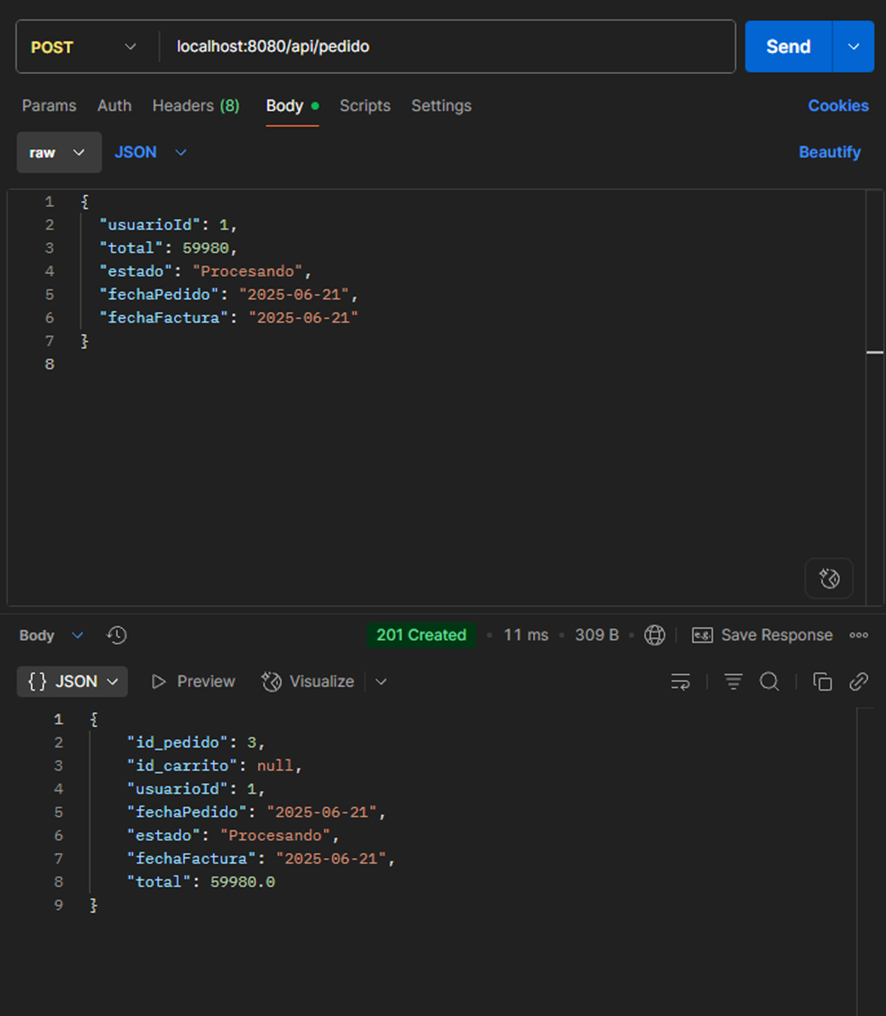 POST localhost:8080/api/pedido Send
Params Auth Headers (8) Body Scripts Settings Cookies
raw JSON Beautify
1 {
2 "usuarioId": 1,
3 "total": 59980,
4 "estado": "Procesando",
5 "fechaPedido": "2025-06-21",
6 "fechaFactura": "2025-06-21"
7 }
8
Body 201 Created • 11 ms • 309 B • e.g. Save Response
{} JSON Preview Visualize
1 {
2 "id_pedido": 3,
3 "id_carrito": null,
4 "usuarioId": 1,
5 "fechaPedido": "2025-06-21",
6 "estado": "Procesando",
7 "fechaFactura": "2025-06-21",
8 "total": 59980.0
9 }